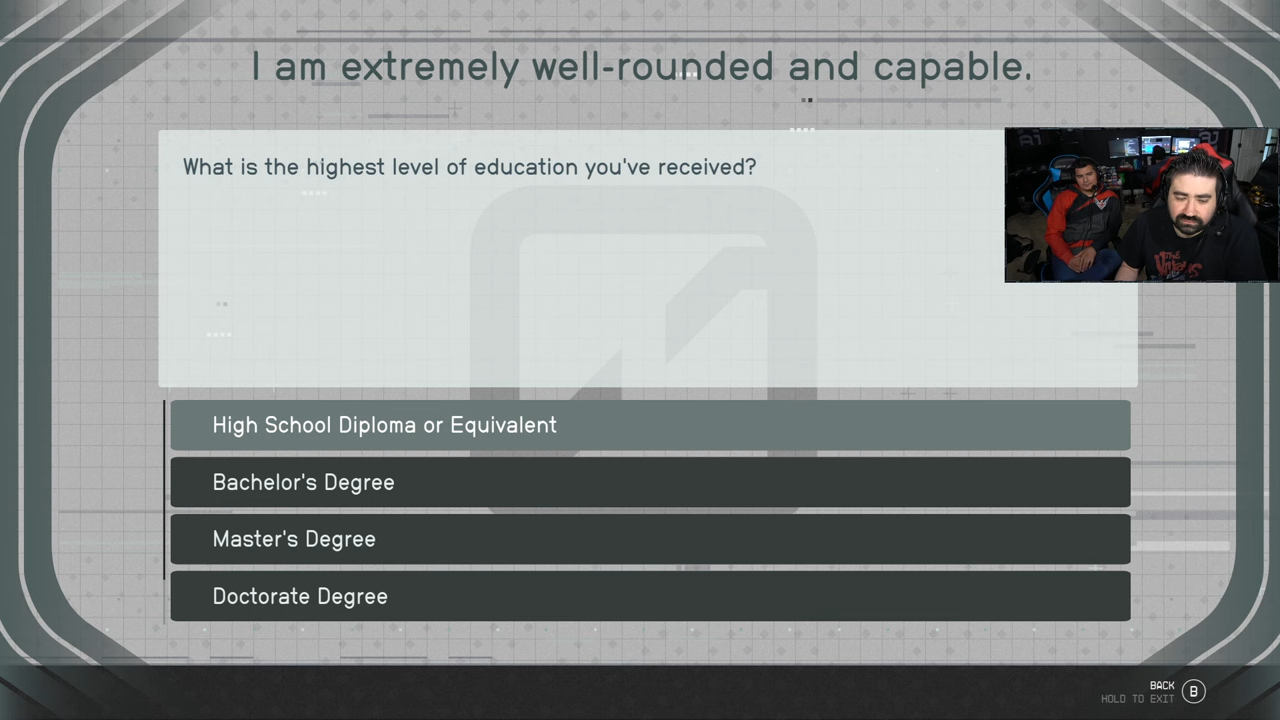 I am extremely well-rounded and capable.
What is the highest level of education you've received?
High School Diploma or Equivalent
Bachelor's Degree
Master's Degree
Doctorate Degree
BACK
HOLD TO EXIT
B